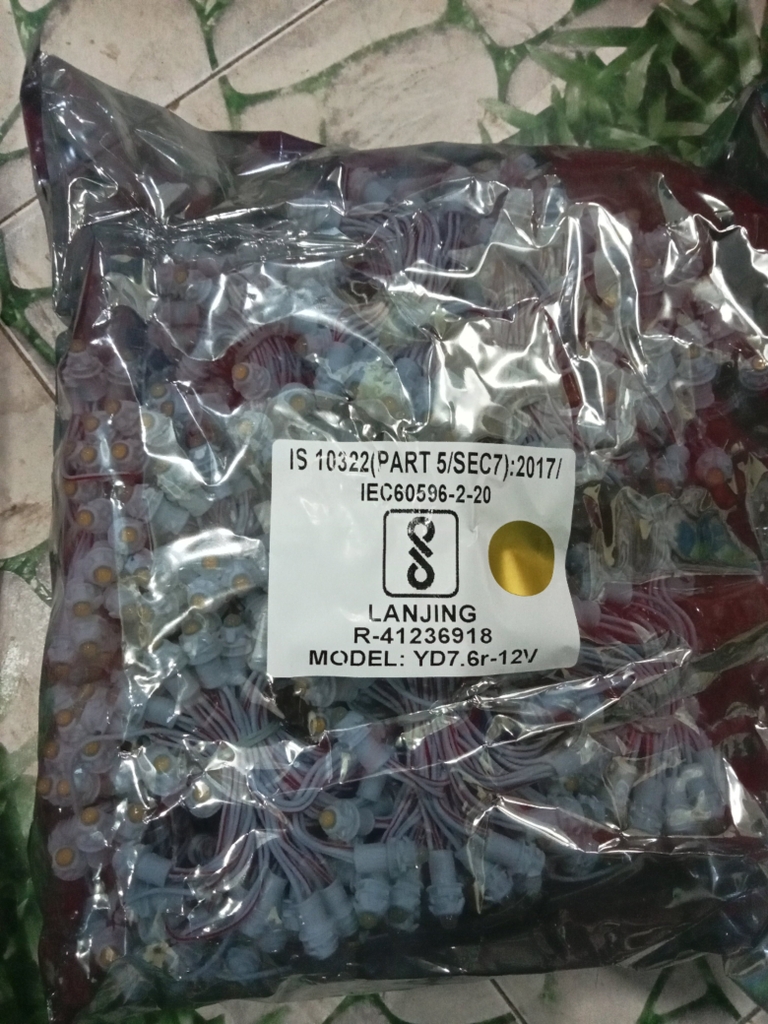 IS 10322(PART 5/SEC7):2017/
IEC60596-2-20
LANJING
R-41236918
MODEL: YD7.6r-12V